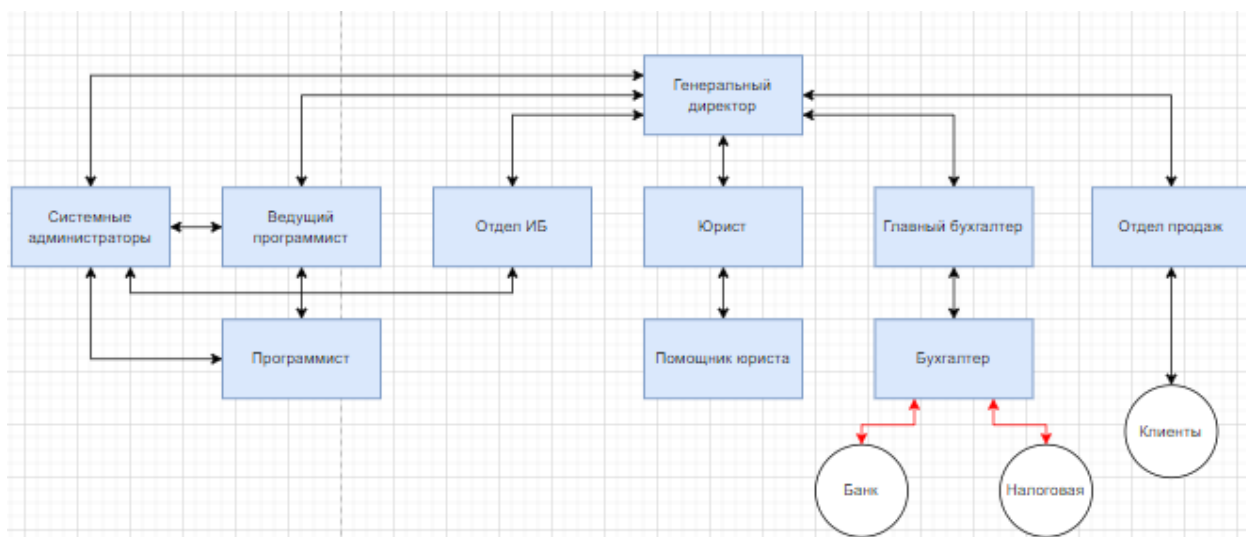 Генеральный
директор
Системные
администраторы
Ведущий
программист
Отдел ИБ
Юрист
Главный бухгалтер
Отдел продаж
Программист
Помощник юриста
Бухгалтер
Клиенты
Банк
Налоговая